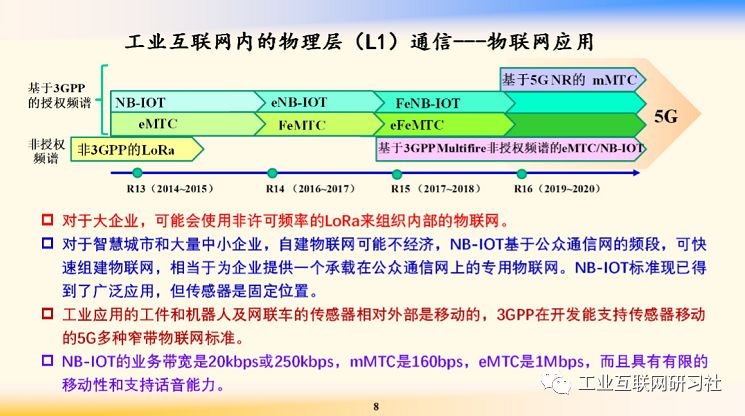 工业互联网内的物理层（L1）通信---物联网应用
基于3GPP
的授权频谱
基于5G NR的 mMTC
NB-IOT
eNB-IOT
FeNB-IOT
eMTC
FeMTC
eFeMTC
5G
非授权
频谱
非3GPP的LoRa
基于3GPP Multifire非授权频谱的eMTC/NB-IOT
R13（2014~2015）
R14 （2016~2017）
R15 （2017~2018）
R16（2019~2020）
对于大企业，可能会使用非许可频率的LoRa来组织内部的物联网。
对于智慧城市和大量中小企业，自建物联网可能不经济，NB-IOT基于公众通信网的频段，可快
速组建物联网，相当于为企业提供一个承载在公众通信网上的专用物联网。NB-IOT标准现已得
到了广泛应用，但传感器是固定位置。
工业应用的工件和机器人及网联车的传感器相对外部是移动的，3GPP在开发能支持传感器移动
的5G多种窄带物联网标准。
NB-IOT的业务带宽是20kbps或250kbps，mMTC是160bps，eMTC是1Mbps，而且具有有限的
移动性和支持话音能力。
工业互联网研习社
8